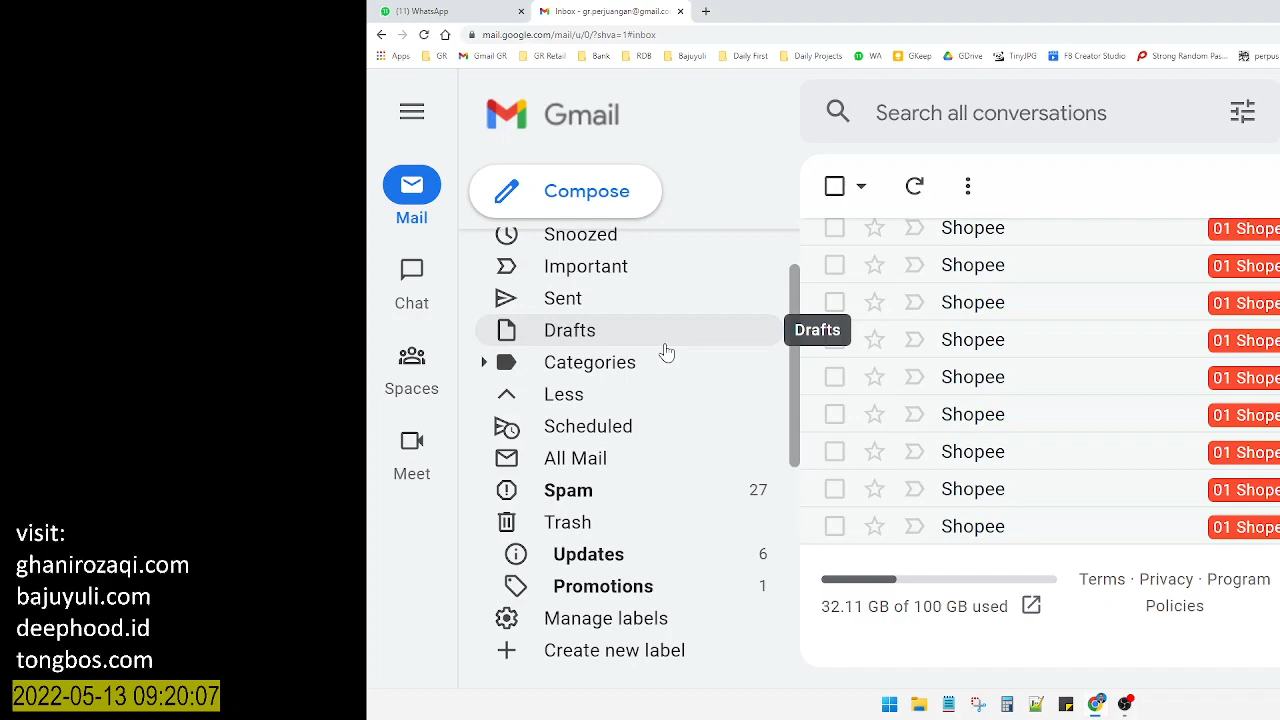 (11) WhatsApp
Inbox - gr.perjuangan@gmail.co
mail.google.com/mail/u/0/?shva=1#inbox
Apps GR Gmail GR GR Retail Bank RDB Bajuyuli Daily First Daily Projects WA GKeep GDrive TinyJPG FB Creator Studio Strong Random Pas... perpus
Gmail
Search all conversations
Compose
Mail
Chat
Spaces
Meet
Snoozed
Important
Sent
Drafts
Drafts
Categories
Less
Scheduled
All Mail
Spam 27
Trash
Updates 6
Promotions 1
Manage labels
Create new label
Shopee 01 Shope
Shopee 01 Shope
Shopee 01 Shope
Shopee 01 Shope
Shopee 01 Shope
Shopee 01 Shope
Shopee 01 Shope
Shopee 01 Shope
Shopee 01 Shope
32.11 GB of 100 GB used
Terms · Privacy · Program
Policies
visit:
ghanirozaqi.com
bajuyuli.com
deephood.id
tongbos.com
2022-05-13 09:20:07